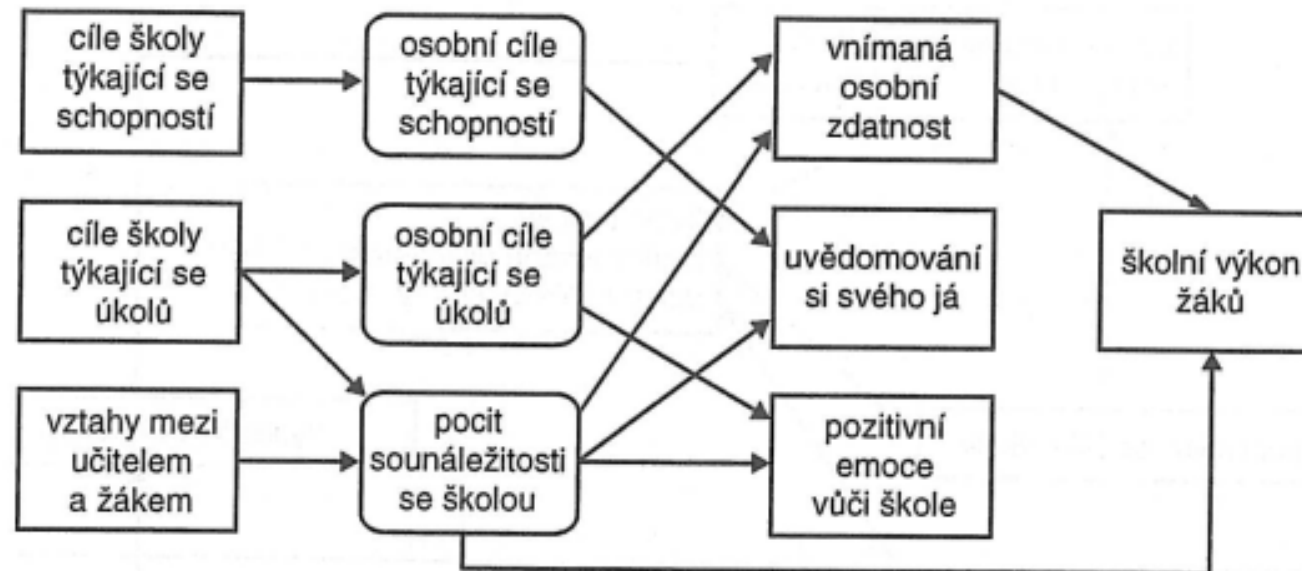 cíle školy
týkající se
schopností
osobní cíle
týkající se
schopností
vnímaná
osobní
zdatnost
cíle školy
týkající se
úkolů
osobní cíle
týkající se
úkolů
uvědomování
si svého já
školní výkon
žáků
vztahy mezi
učitelem
a žákem
pocit
sounáležitosti
se školou
pozitivní
emoce
vůči škole